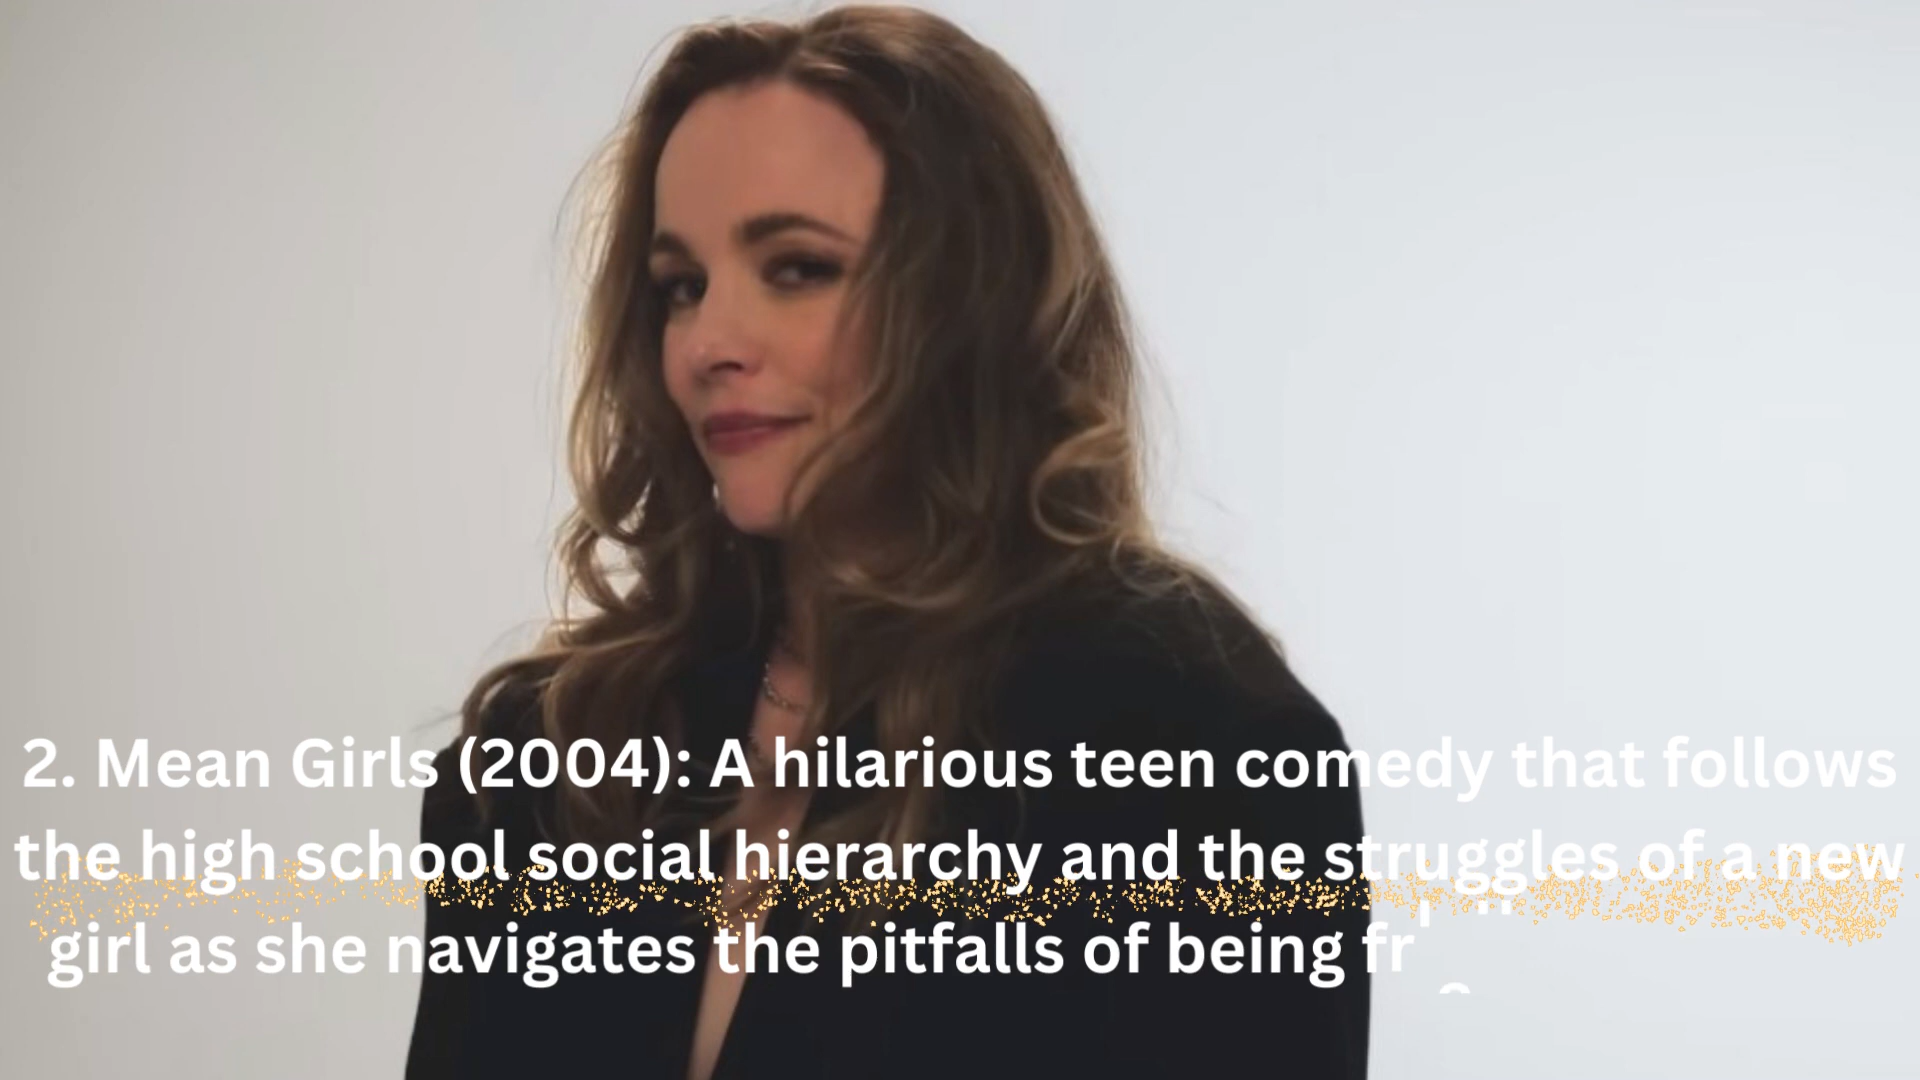 2. Mean Girls (2004): A hilarious teen comedy that follows
the high school social hierarchy and the struggles of a new
girl as she navigates the pitfalls of being fr